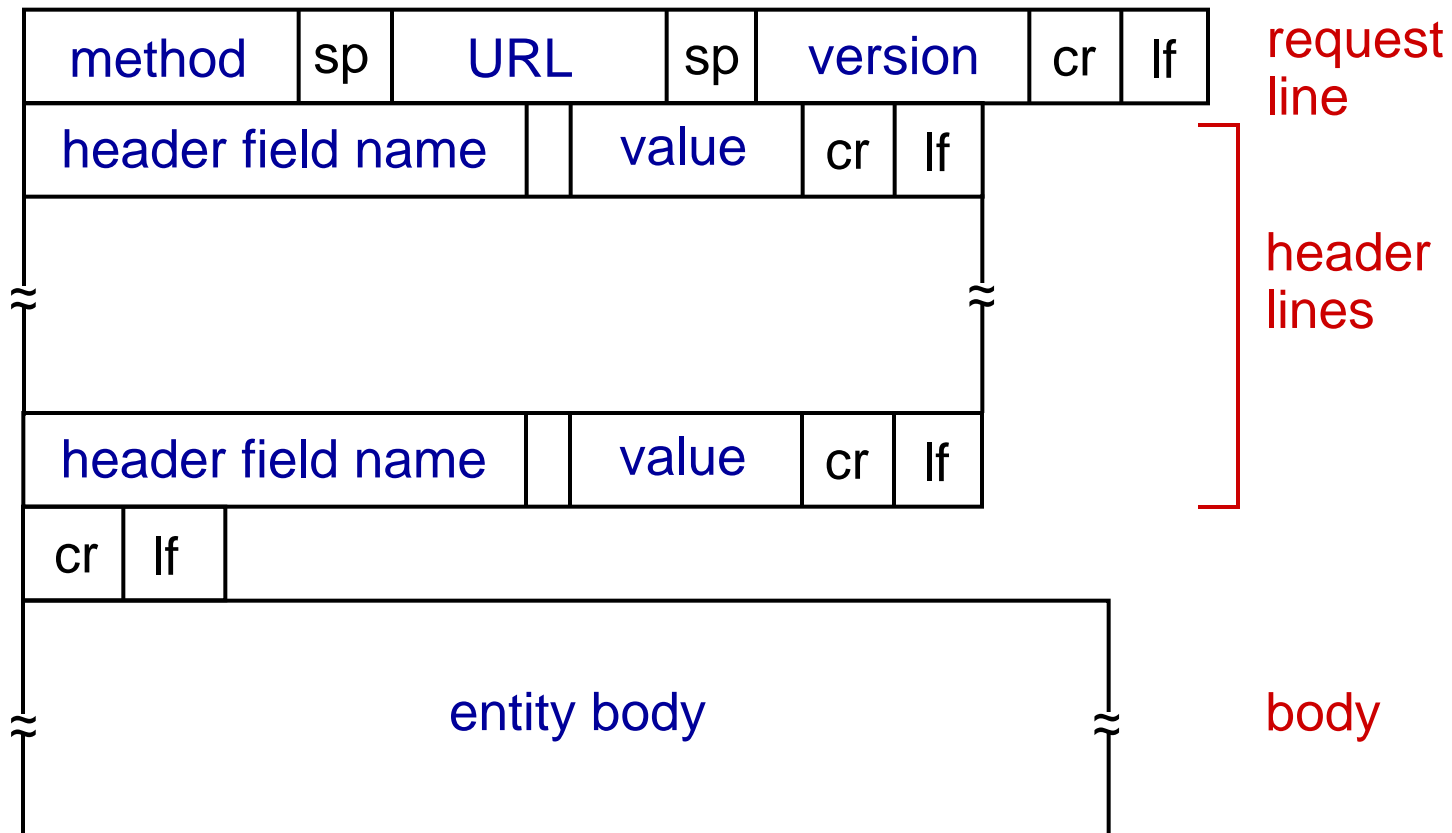 method sp URL sp version cr lf request
line
header field name value cr lf
header
lines
header field name value cr lf
cr lf
entity body body